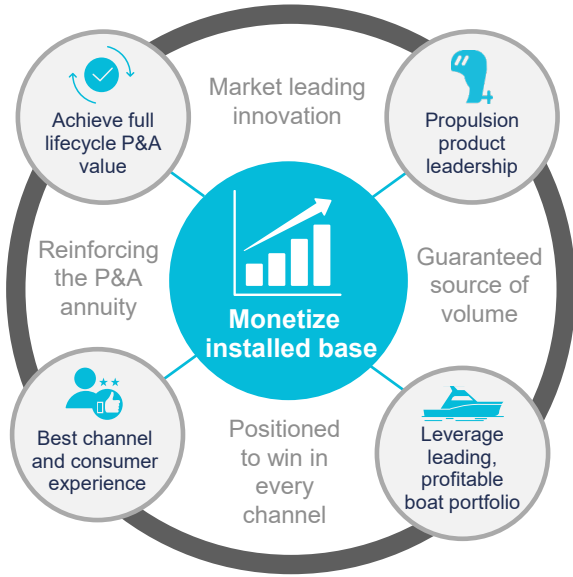 Market leading
innovation
Achieve full
lifecycle P&A
value
Propulsion
product
leadership
Reinforcing
the P&A
annuity
Monetize
installed base
Guaranteed
source of
volume
Best channel
and consumer
experience
Positioned
to win in
every
channel
Leverage
leading,
profitable
boat portfolio